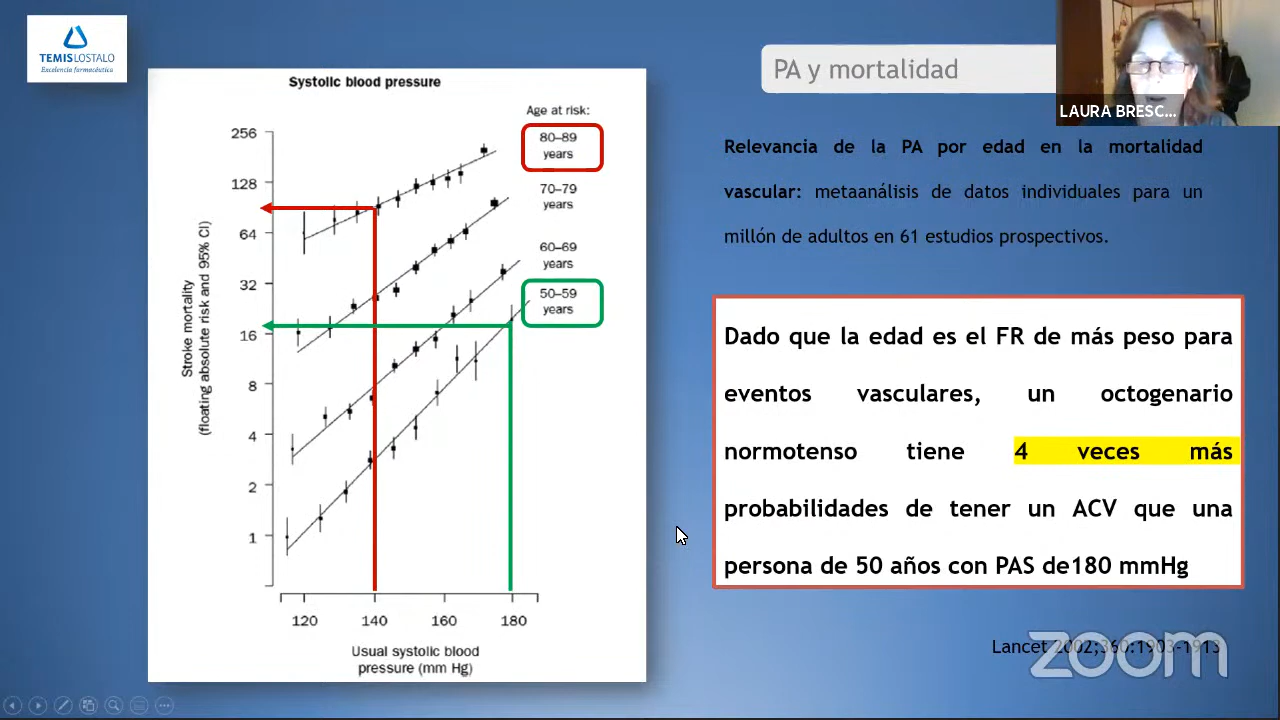 TEMIS LOSTALO
Excelencia farmacéutica
Systolic blood pressure
Age at risk:
80–89
years
70–79
years
60–69
years
50–59
years
256
128
64
32
16
8
4
2
1
Stroke mortality
(floating absolute risk and 95% CI)
120 140 160 180
Usual systolic blood
pressure (mm Hg)
PA y mortalidad
LAURA BRESC...
Relevancia de la PA por edad en la mortalidad
vascular: metaanálisis de datos individuales para un
millón de adultos en 61 estudios prospectivos.
Dado que la edad es el FR de más peso para
eventos vasculares, un octogenario
normotenso tiene 4 veces más
probabilidades de tener un ACV que una
persona de 50 años con PAS de180 mmHg
Lancet 2002;360:1903-1913
zoom